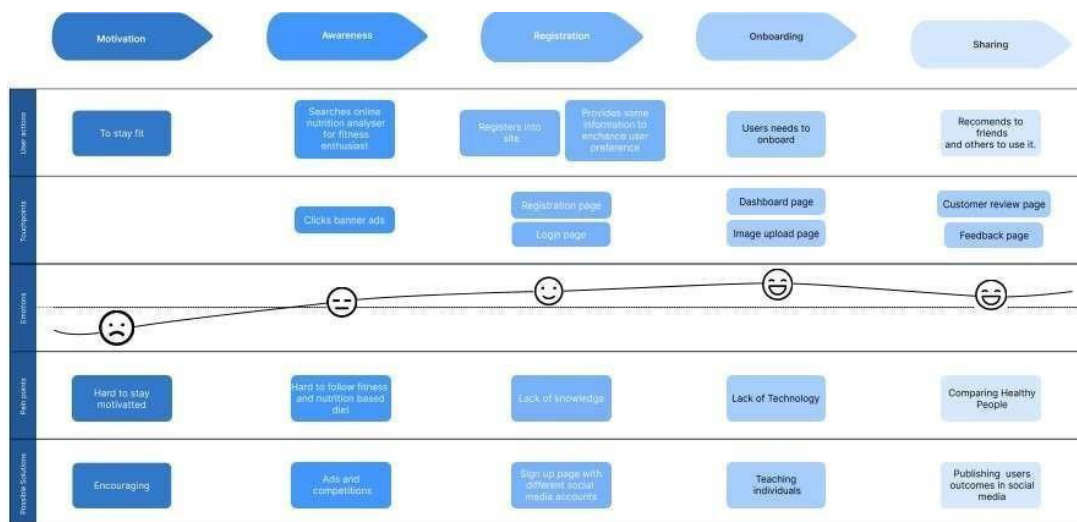 Motivation
Awareness
Registration
Onboarding
Sharing
User actions
To stay fit
Searches online
nutrition analyser
for fitness
enthusiast
Registers into
site
Provides some
information to
enchance user
preference
Users needs to
onboard
Recomends to
friends
and others to use it.
Touchpoints
Clicks banner ads
Registration page
Login page
Dashboard page
Image upload page
Customer review page
Feedback page
Emotions
Pain points
Hard to stay
motivatted
Hard to follow fitness
and nutrition based
diet
Lack of knowledge
Lack of Technology
Comparing Healthy
People
Possible Solutions
Encouraging
Ads and
competitions
Sign up page with
different social
media accounts
Teaching
individuals
Publishing users
outcomes in social
media